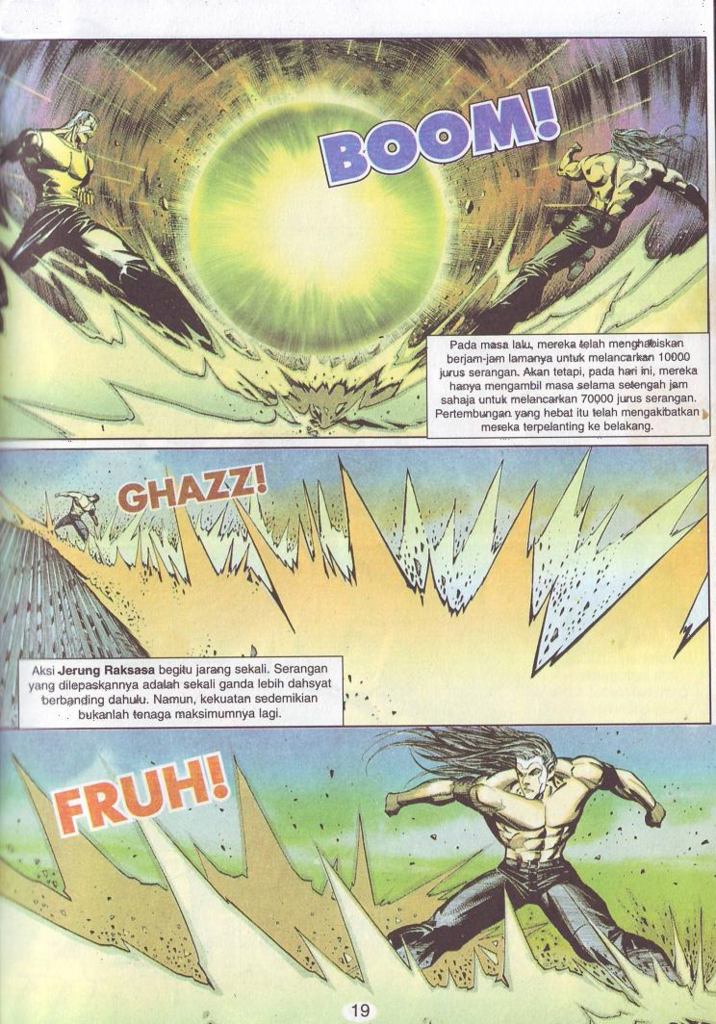 BOOM!
Pada masa lalu, mereka telah menghabiskan
berjam-jam lamanya untuk melancarkan 10000
jurus serangan. Akan tetapi, pada hari ini, mereka
hanya mengambil masa selama setengah jam
sahaja untuk melancarkan 70000 jurus serangan.
Pertembungan yang hebat itu telah mengakibatkan
mereka terpelanting ke belakang.
GHAZZ!
Aksi Jerung Raksasa begitu jarang sekali. Serangan
yang dilepaskannya adalah sekali ganda lebih dahsyat
berbanding dahulu. Namun, kekuatan sedemikian
bukanlah tenaga maksimumnya lagi.
FRUH!
19